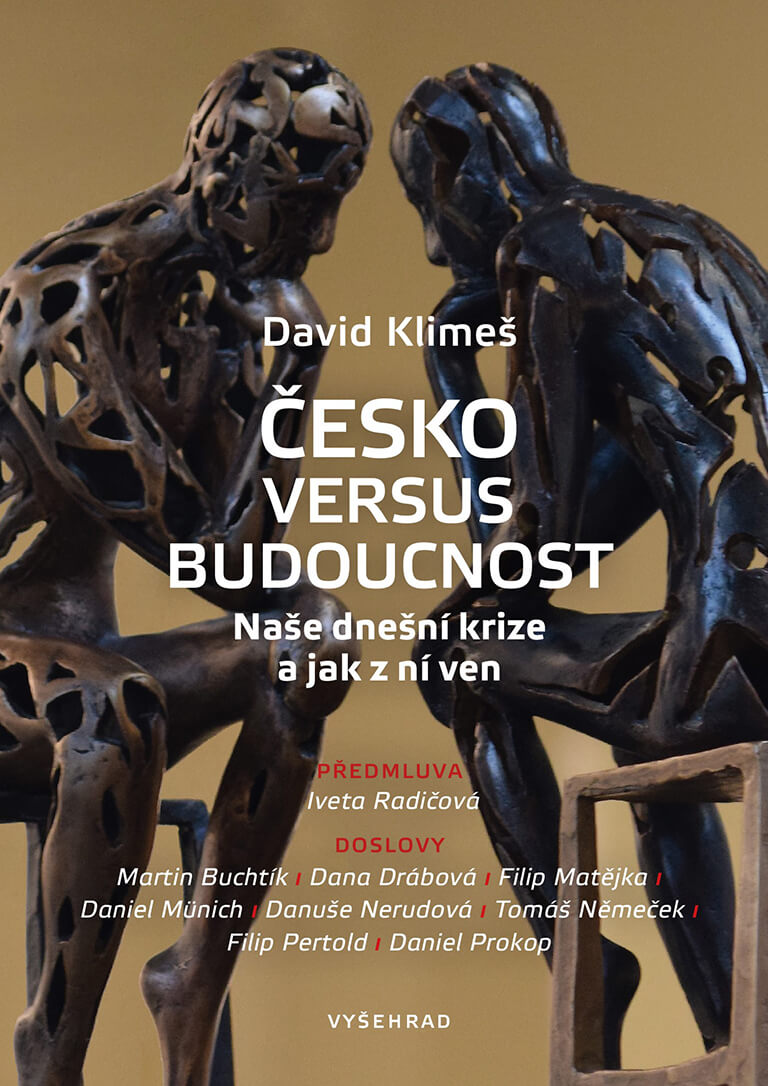 David Klimeš
ČESKO
VERSUS
BUDOUCNOST
Naše dnešní krize
a jak z ní ven
PŘEDMLUVA
Iveta Radičová
DOSLOVY
Martin Buchtík / Dana Drábová / Filip Matějka /
Daniel Münich / Danuše Nerudová / Tomáš Němeček /
Filip Pertold / Daniel Prokop
VYŠEHRAD